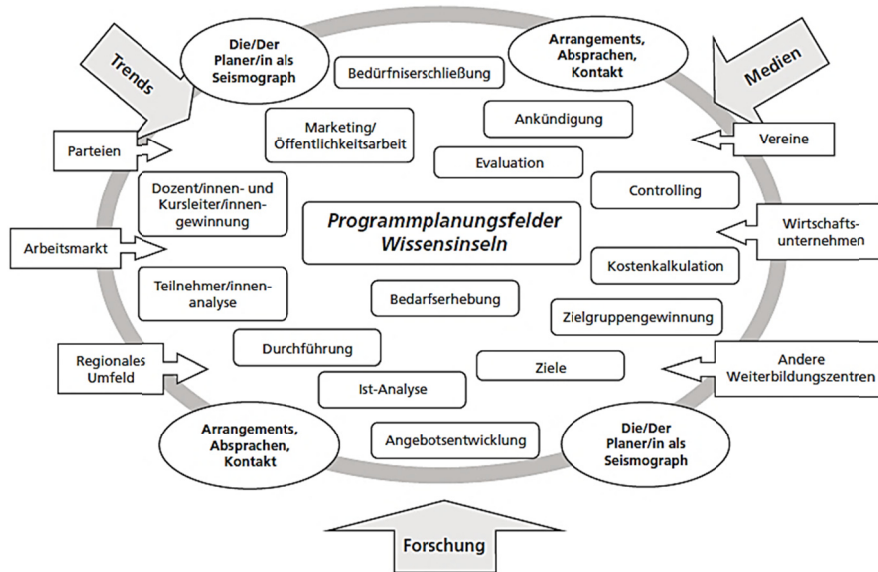 Trends
Die/Der
Planer/in als
Seismograph
Arrangements,
Absprachen,
Kontakt
Medien
Bedürfniserschließung
Marketing/
Öffentlichkeitsarbeit
Ankündigung
Parteien
Evaluation
Vereine
Dozent/innen- und
Kursleiter/innen-
gewinnung
Controlling
Programmplanungsfelder
Wissensinseln
Arbeitsmarkt
Wirtschafts-
unternehmen
Teilnehmer/innen-
analyse
Kostenkalkulation
Bedarfserhebung
Zielgruppengewinnung
Durchführung
Regionales
Umfeld
Ziele
Andere
Weiterbildungszentren
Ist-Analyse
Arrangements,
Absprachen,
Kontakt
Angebotsentwicklung
Die/Der
Planer/in als
Seismograph
Forschung